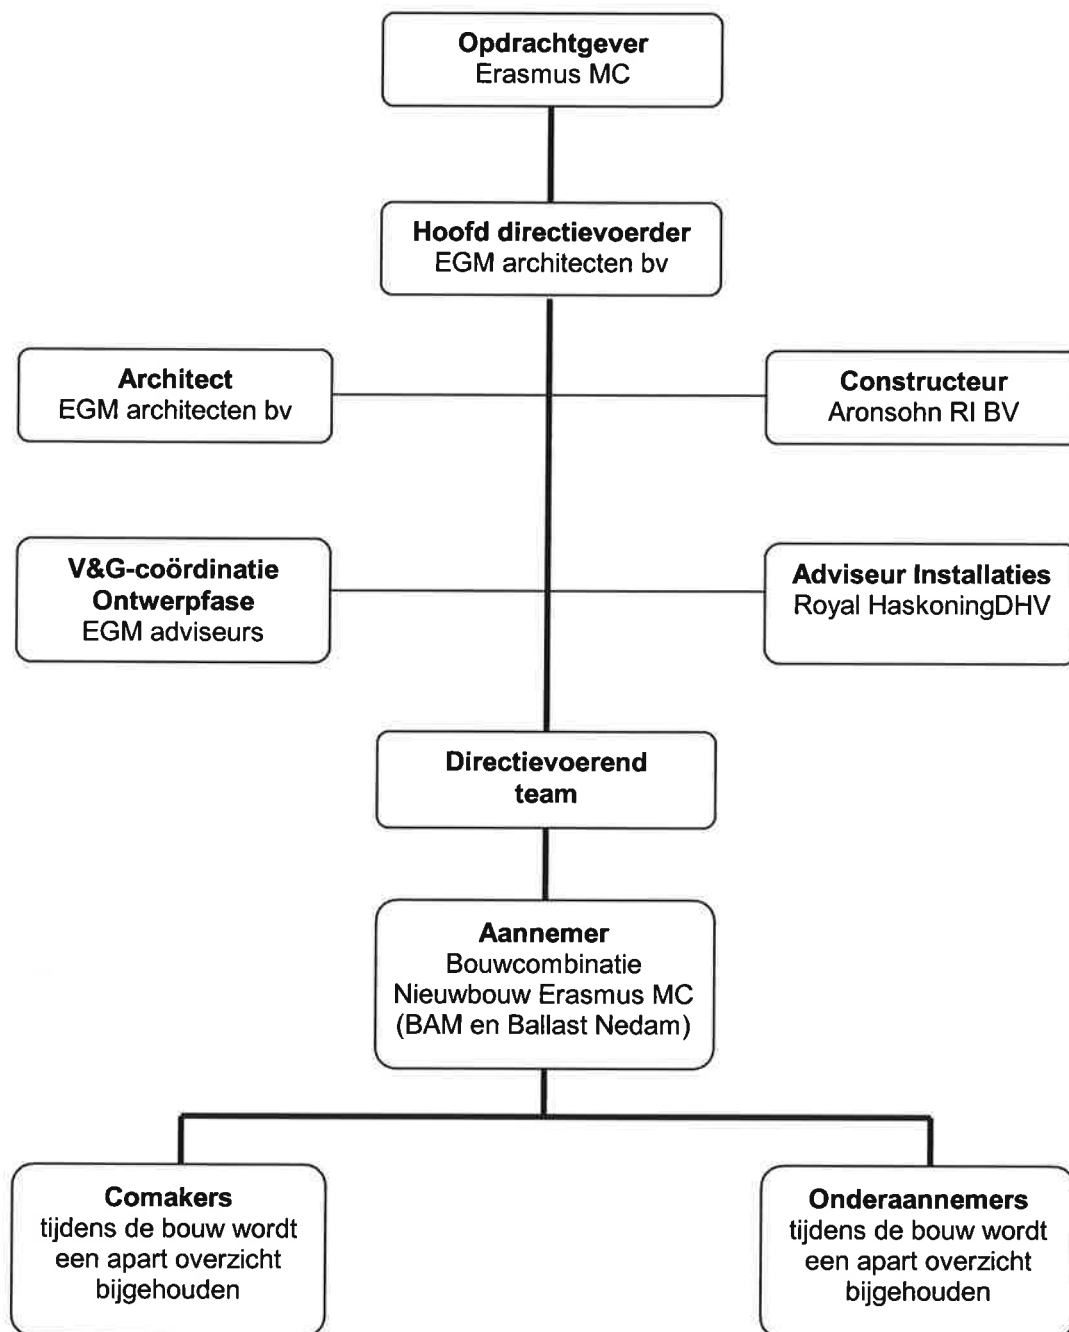 Opdrachtgever
Erasmus MC
Hoofd directievoerder
EGM architecten bv
Architect
EGM architecten bv
Constructeur
Aronsohn RI BV
V&G-coördinatie
Ontwerpfase
EGM adviseurs
Adviseur Installaties
Royal HaskoningDHV
Directievoerend
team
Aannemer
Bouwcombinatie
Nieuwbouw Erasmus MC
(BAM en Ballast Nedam)
Comakers
tijdens de bouw wordt
een apart overzicht
bijgehouden
Onderaannemers
tijdens de bouw wordt
een apart overzicht
bijgehouden